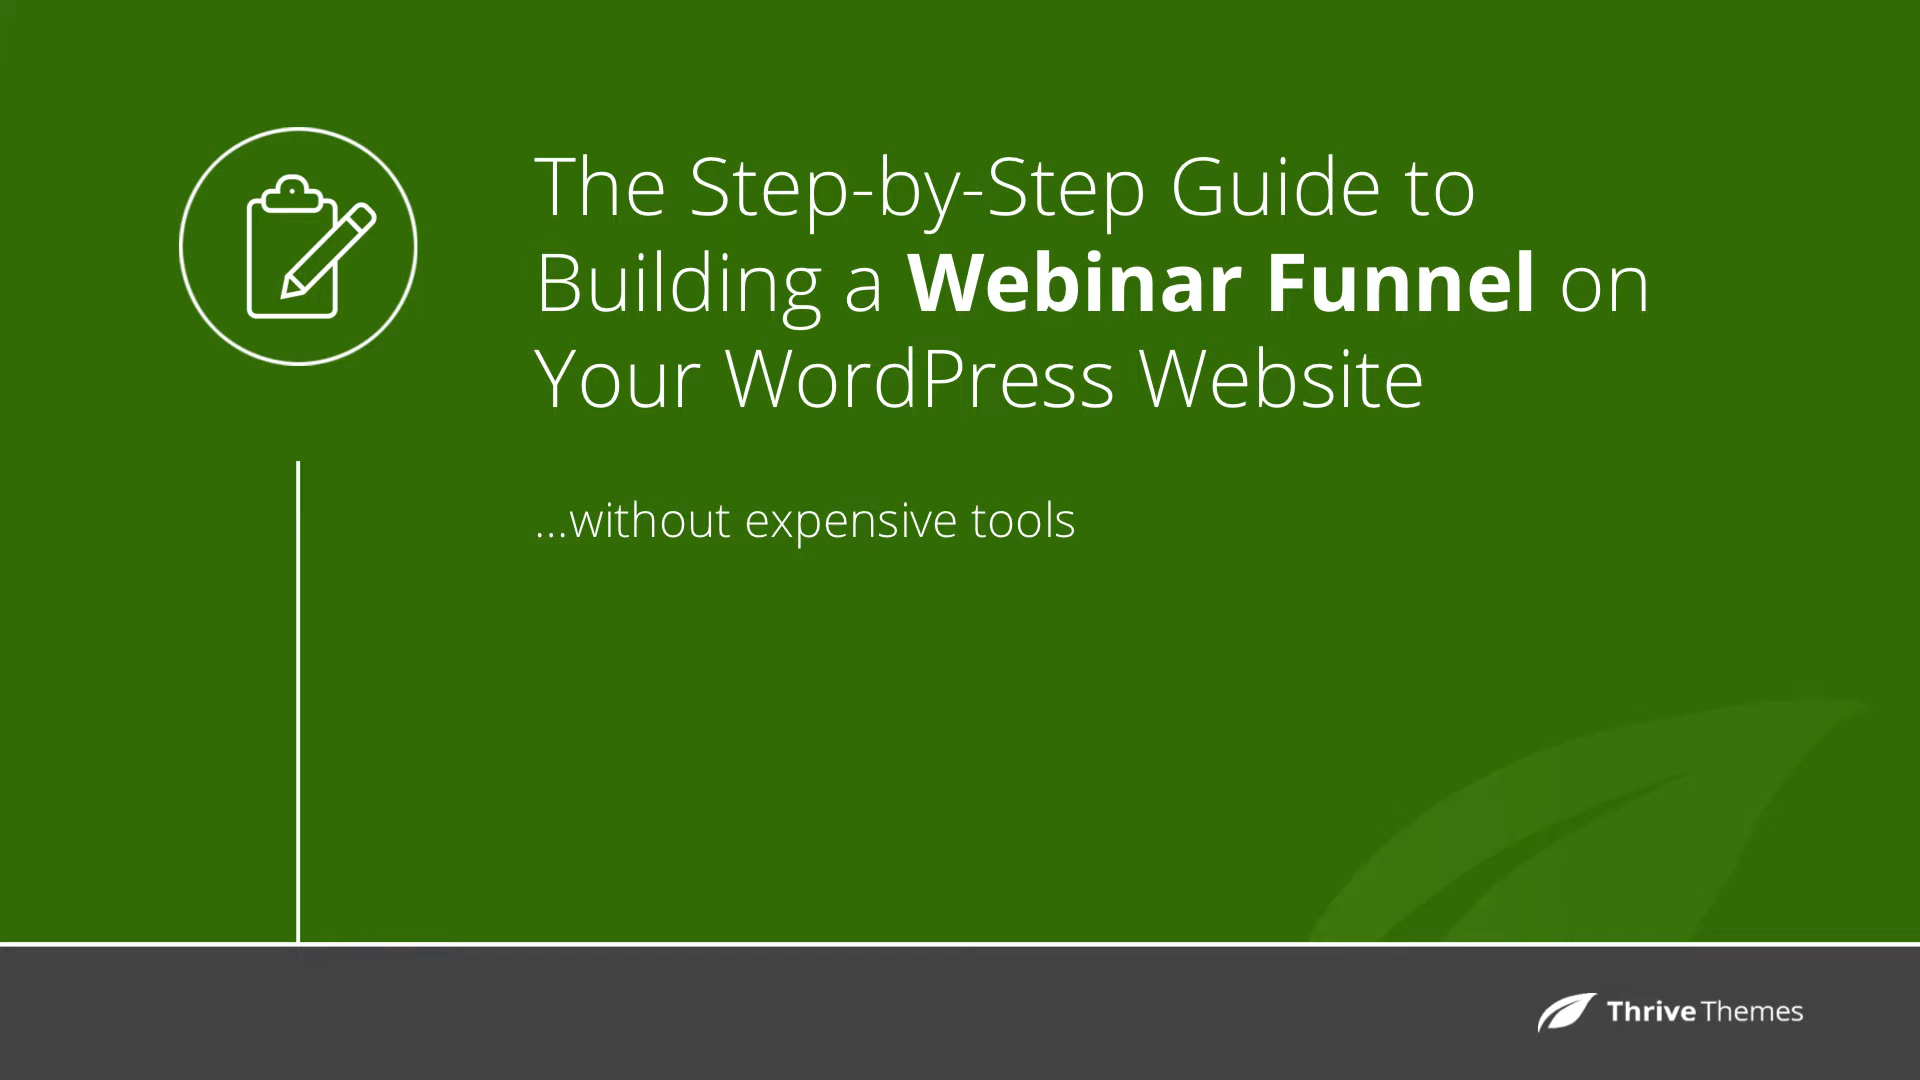 The Step-by-Step Guide to
Building a Webinar Funnel on
Your WordPress Website
...without expensive tools
Thrive Themes